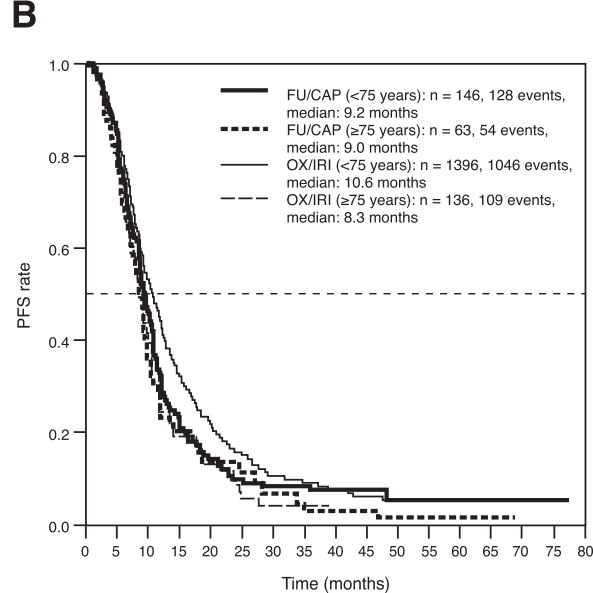 B
1.0
0.8
0.6
0.4
0.2
0.0
PFS rate
FU/CAP (<75 years): n = 146, 128 events,
median: 9.2 months
FU/CAP (≥75 years): n = 63, 54 events,
median: 9.0 months
OX/IRI (<75 years): n = 1396, 1046 events,
median: 10.6 months
OX/IRI (≥75 years): n = 136, 109 events,
median: 8.3 months
0 5 10 15 20 25 30 35 40 45 50 55 60 65 70 75 80
Time (months)